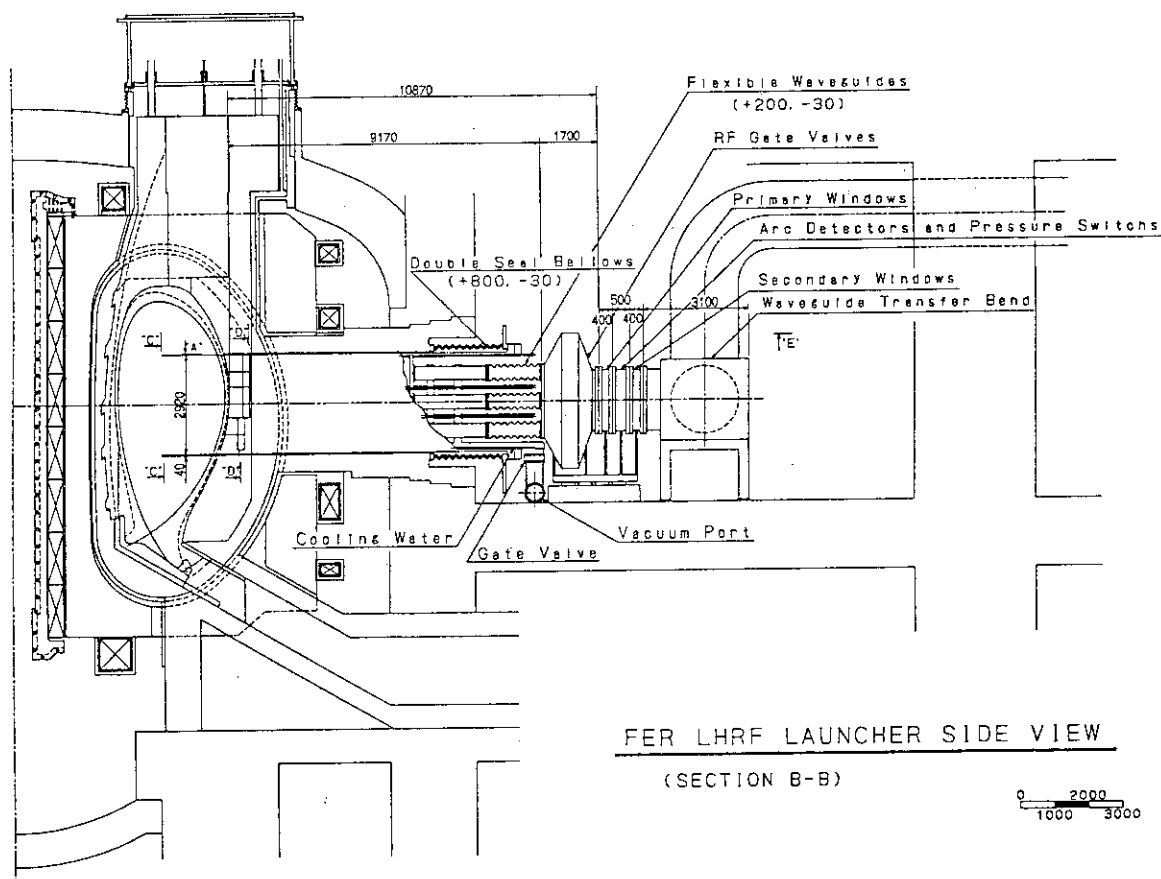 Flexible Waveguides
(+200, -30)
10870
9170
1700
RF Gate Valves
Primary Windows
Arc Detectors and Pressure Switchs
Double Seal Bellows
(+800, -30)
Secondary Windows
500
3100
Waveguide Transfer Bend
400
400
'E'
'C'
'A'
'D'
2920
40
'C'
'D'
Cooling Water
Vacuum Port
Gate Valve
FER LHRF LAUNCHER SIDE VIEW
(SECTION B-B)
0 2000
1000 3000